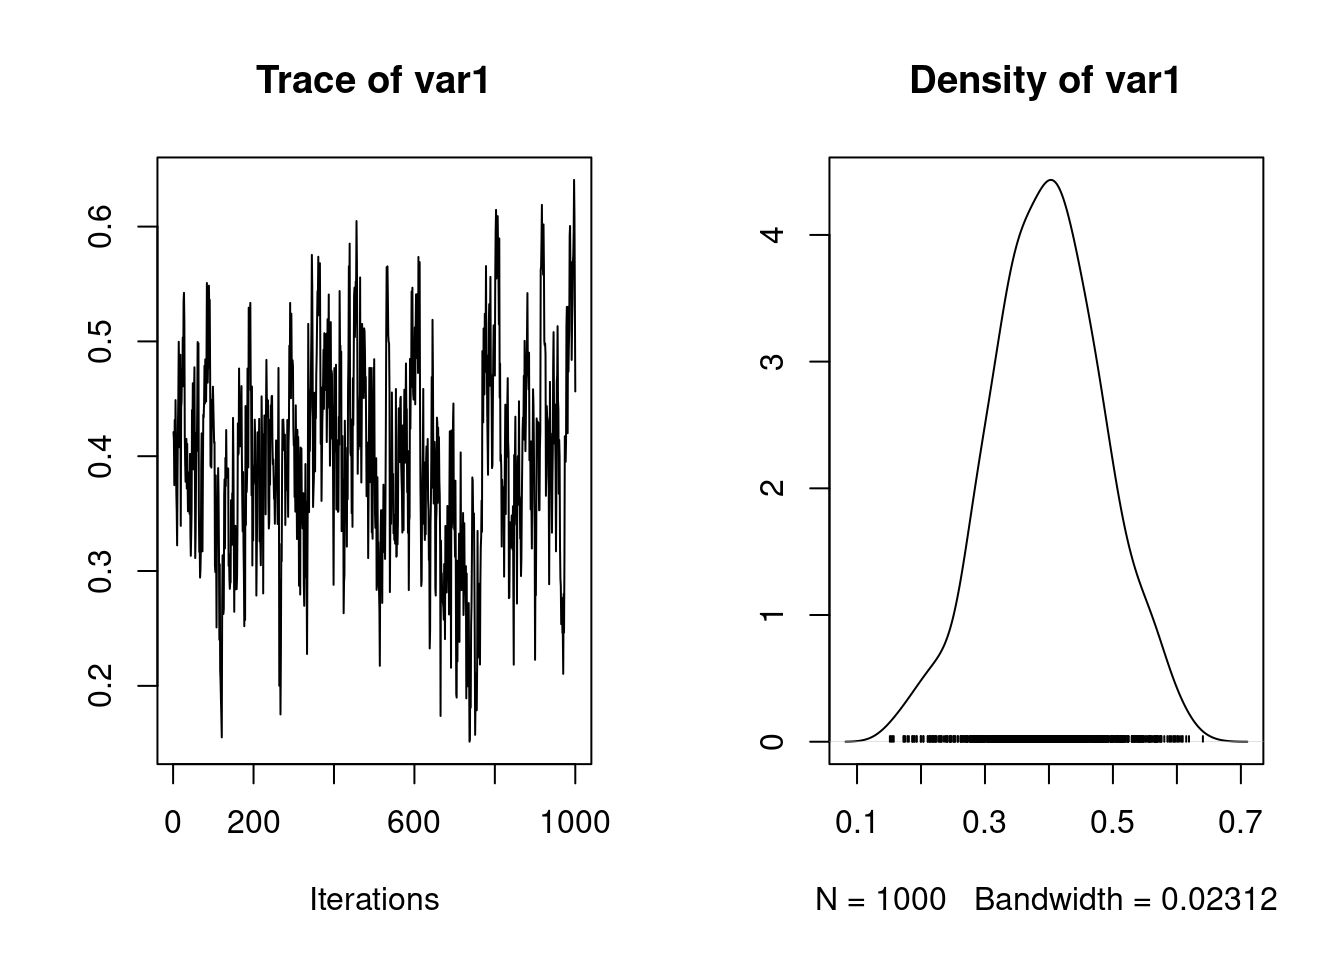 Trace of var1
0.6
0.5
0.4
0.3
0.2
0 200 600 1000
Iterations
Density of var1
4
3
2
1
0
0.1 0.3 0.5 0.7
N = 1000 Bandwidth = 0.02312